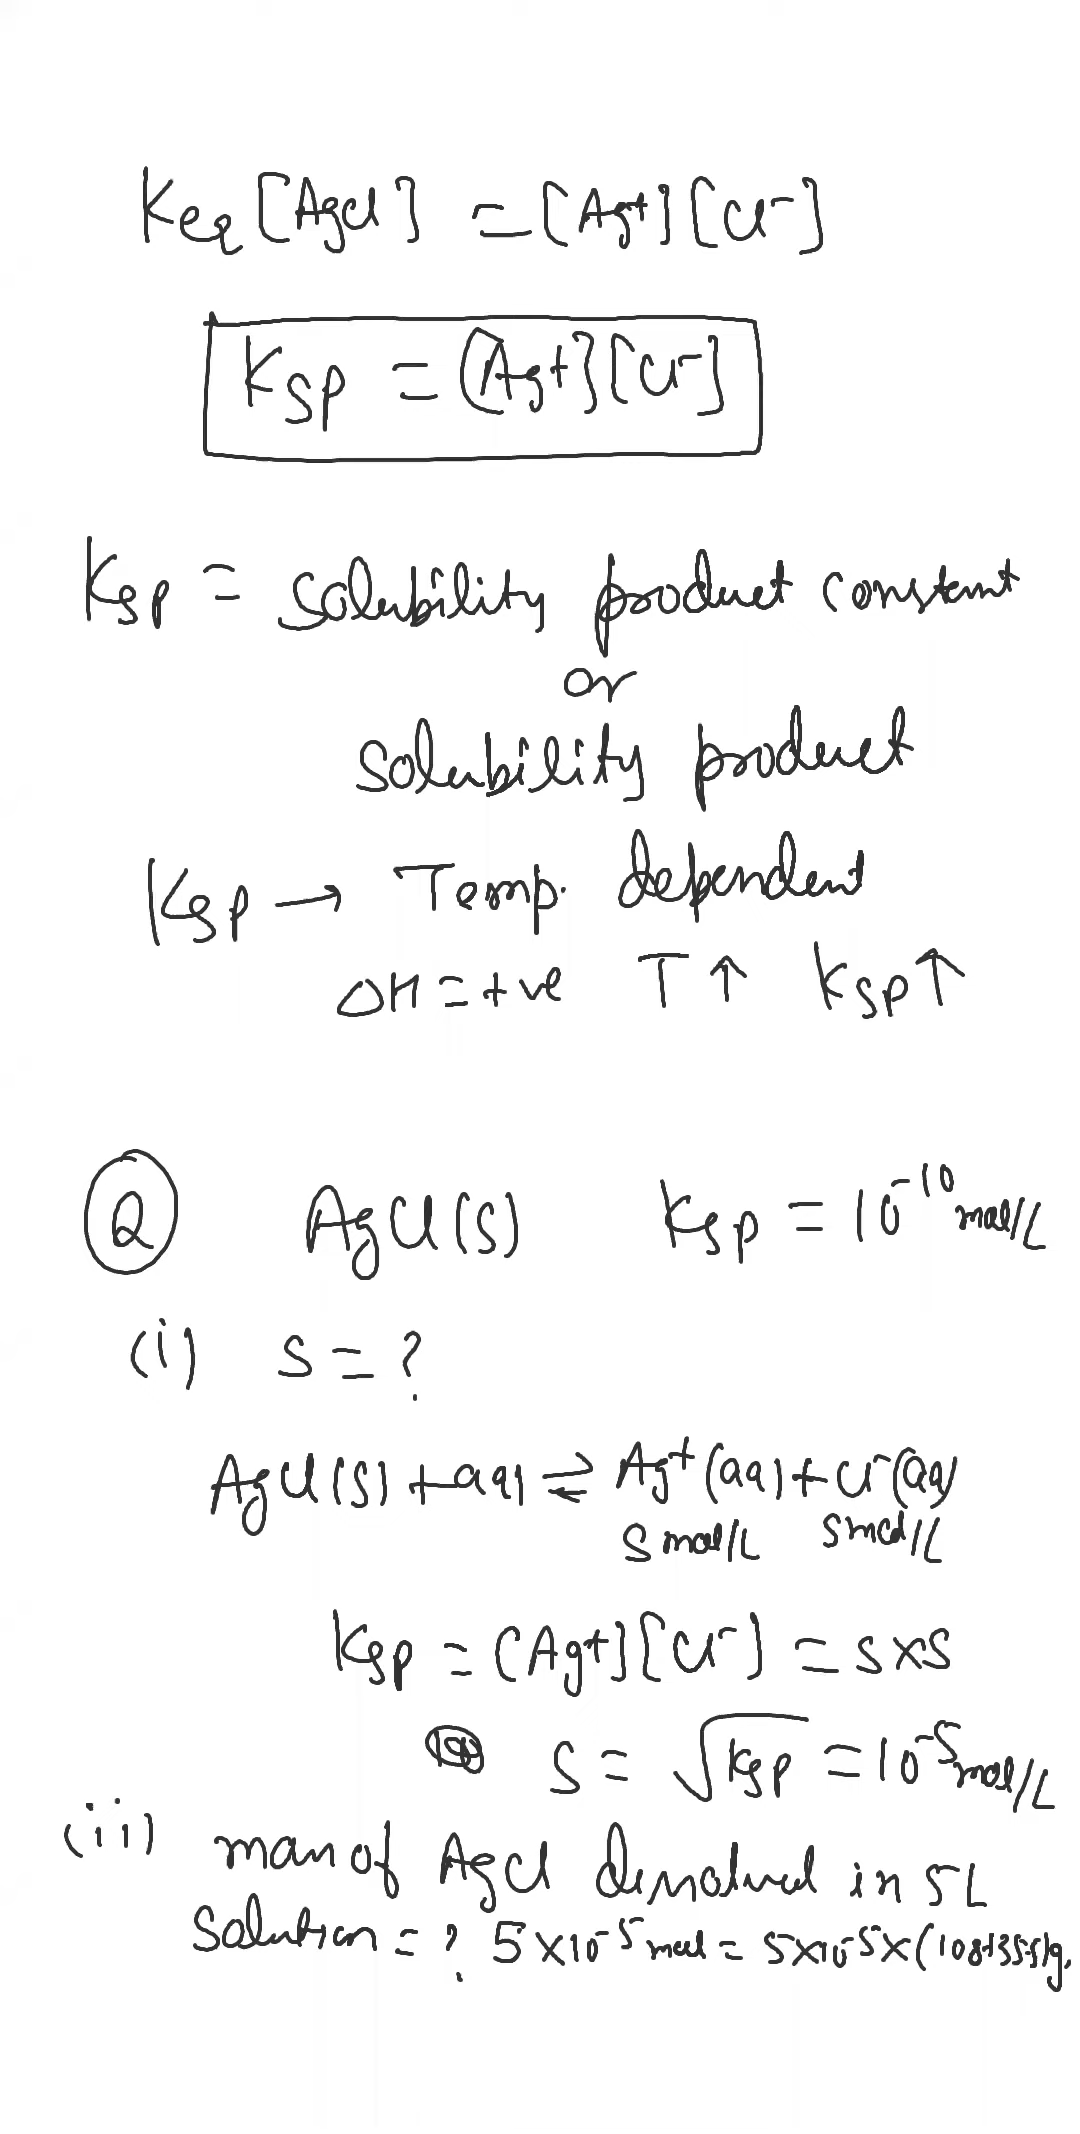 Keq [AgCl] = [Ag+] [Cl-]
Ksp = [Ag+] [Cl-]
Ksp = solubility product constant
or
solubility product
Ksp → Temp. dependent
ΔH = +ve T↑ Ksp↑
Q AgCl(s) Ksp = 10^-10 mol/L
(i) S = ?
AgCl(s) + aq ⇌ Ag+(aq) + Cl-(aq)
S mol/L S mol/L
Ksp = [Ag+] [Cl-] = S×S
S = √Ksp = 10^-5 mol/L
(iii) mass of AgCl dissolved in 5L
Solution = ? 5×10^-5 mol = 5×10^-5×(108+35.5)g.